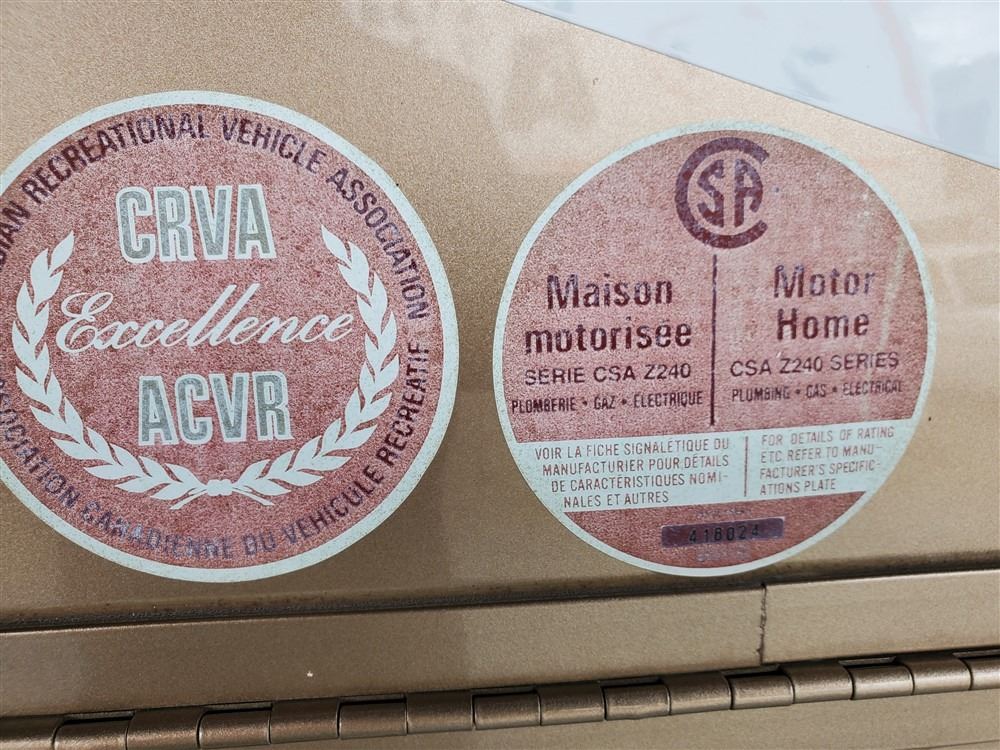 CANADIAN RECREATIONAL VEHICLE ASSOCIATION
CRVA
Excellence
ACVR
ASSOCIATION CANADIENNE DU VEHICULE RECREATIF
CSA
Maison
motorisée
SERIE CSA Z240
PLOMBERIE • GAZ • ELECTRIQUE
Motor
Home
CSA Z240 SERIES
PLUMBING • GAS • ELECTRICAL
VOIR LA FICHE SIGNALÉTIQUE DU
MANUFACTURIER POUR DÉTAILS
DE CARACTÉRISTIQUES NOMI-
NALES ET AUTRES
FOR DETAILS OF RATING
ETC REFER TO MANU-
FACTURER'S SPECIFIC-
ATIONS PLATE
418024